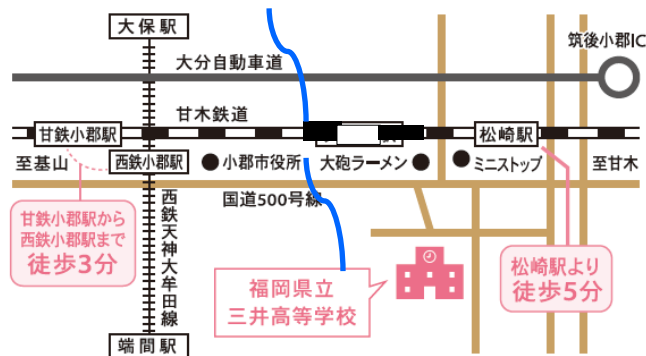 大保駅
筑後小郡IC
大分自動車道
甘木鉄道
甘鉄小郡駅
松崎駅
至基山
西鉄小郡駅
小郡市役所
大砲ラーメン
ミニストップ
至甘木
国道500号線
甘鉄小郡駅から
西鉄小郡駅まで
徒歩3分
西鉄天神大牟田線
福岡県立
三井高等学校
松崎駅より
徒歩5分
端間駅